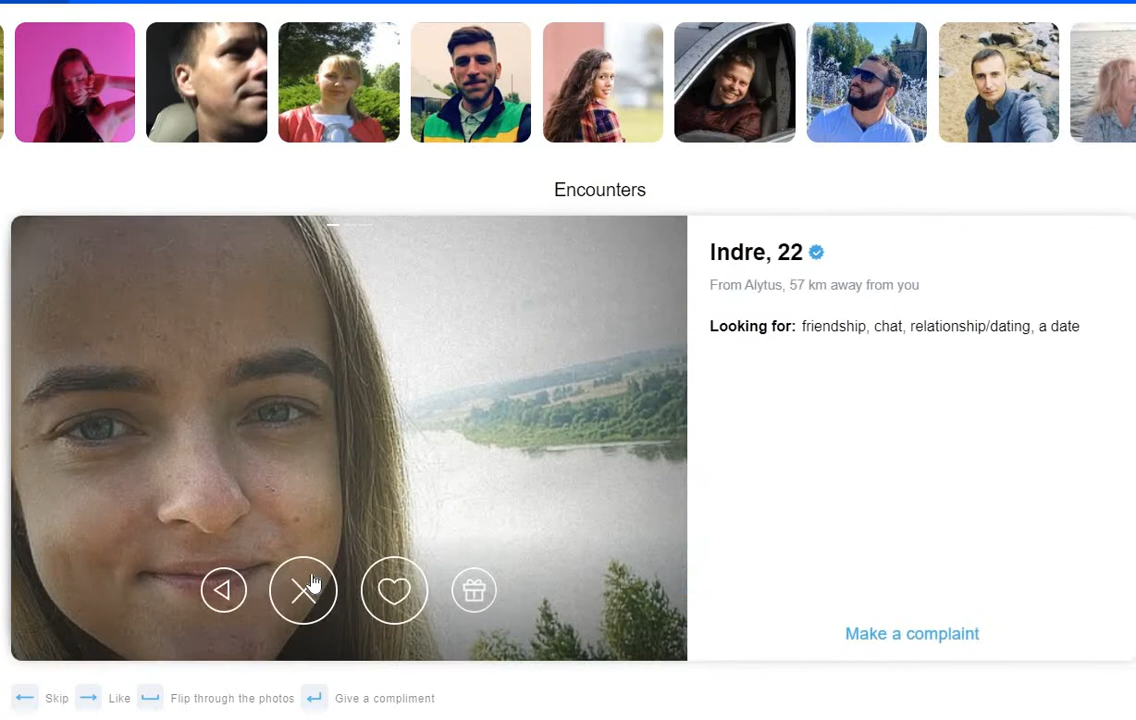 Encounters
Indre, 22
From Alytus, 57 km away from you
Looking for: friendship, chat, relationship/dating, a date
Make a complaint
Skip Like Flip through the photos Give a compliment